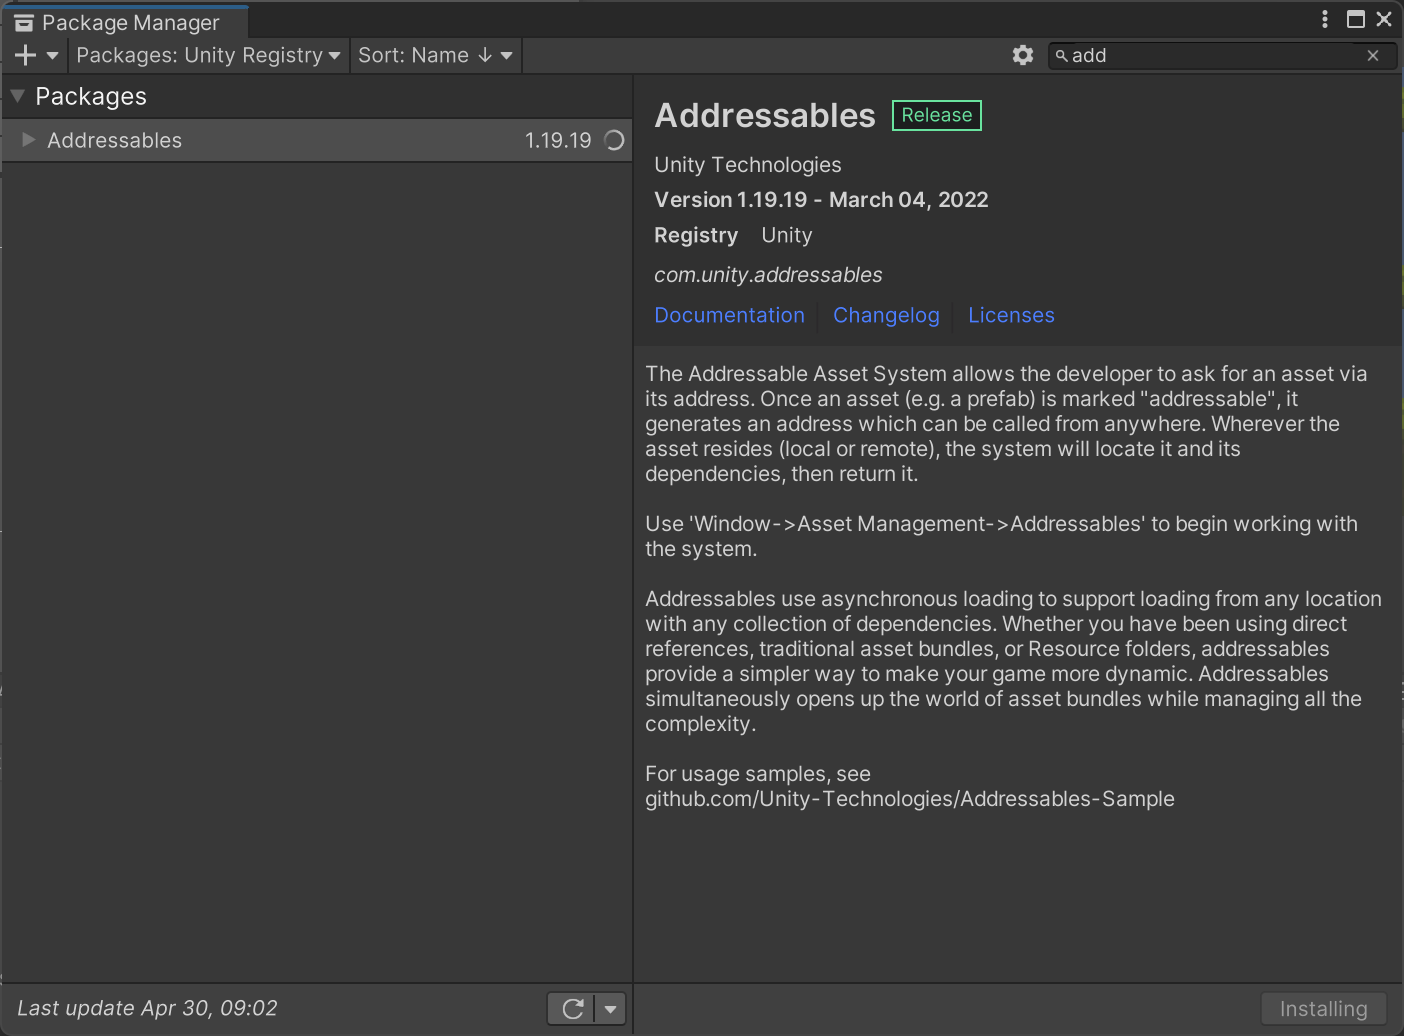 Package Manager
Packages: Unity Registry
Sort: Name ↓
add
Packages
Addressables 1.19.19
Addressables Release
Unity Technologies
Version 1.19.19 - March 04, 2022
Registry Unity
com.unity.addressables
Documentation Changelog Licenses
The Addressable Asset System allows the developer to ask for an asset via
its address. Once an asset (e.g. a prefab) is marked "addressable", it
generates an address which can be called from anywhere. Wherever the
asset resides (local or remote), the system will locate it and its
dependencies, then return it.
Use 'Window->Asset Management->Addressables' to begin working with
the system.
Addressables use asynchronous loading to support loading from any location
with any collection of dependencies. Whether you have been using direct
references, traditional asset bundles, or Resource folders, addressables
provide a simpler way to make your game more dynamic. Addressables
simultaneously opens up the world of asset bundles while managing all the
complexity.
For usage samples, see
github.com/Unity-Technologies/Addressables-Sample
Last update Apr 30, 09:02
Installing